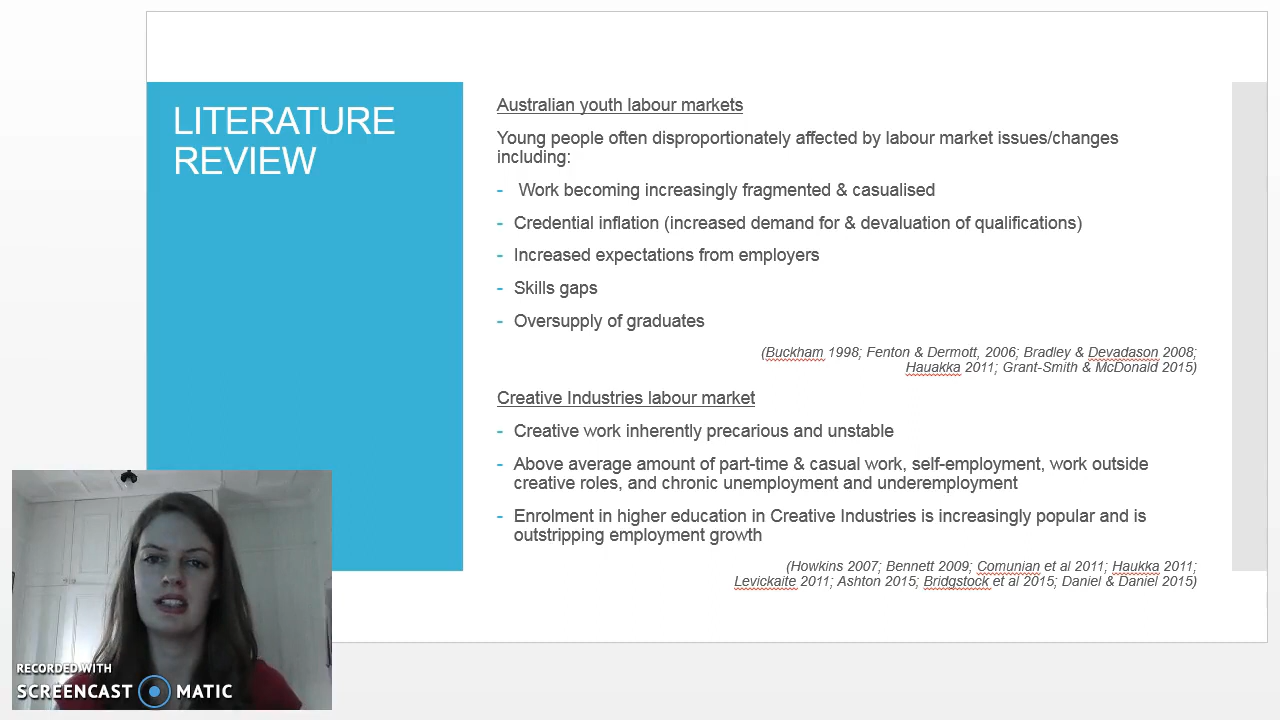 LITERATURE
REVIEW
Australian youth labour markets
Young people often disproportionately affected by labour market issues/changes
including:
- Work becoming increasingly fragmented & casualised
- Credential inflation (increased demand for & devaluation of qualifications)
- Increased expectations from employers
- Skills gaps
- Oversupply of graduates
(Buckham 1998; Fenton & Dermott, 2006; Bradley & Devadason 2008;
Hauakka 2011; Grant-Smith & McDonald 2015)
Creative Industries labour market
- Creative work inherently precarious and unstable
- Above average amount of part-time & casual work, self-employment, work outside
creative roles, and chronic unemployment and underemployment
- Enrolment in higher education in Creative Industries is increasingly popular and is
outstripping employment growth
(Howkins 2007; Bennett 2009; Comunian et al 2011; Haukka 2011;
Levickaite 2011; Ashton 2015; Bridgstock et al 2015; Daniel & Daniel 2015)
RECORDED WITH
SCREENCAST MATIC